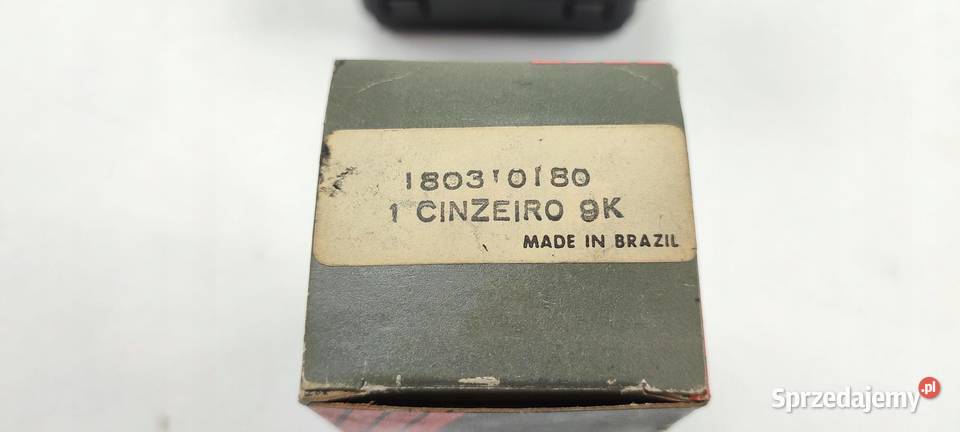 1803'0180
1 CINZEIRO 9K
MADE IN BRAZIL
Sprzedajemy.pl